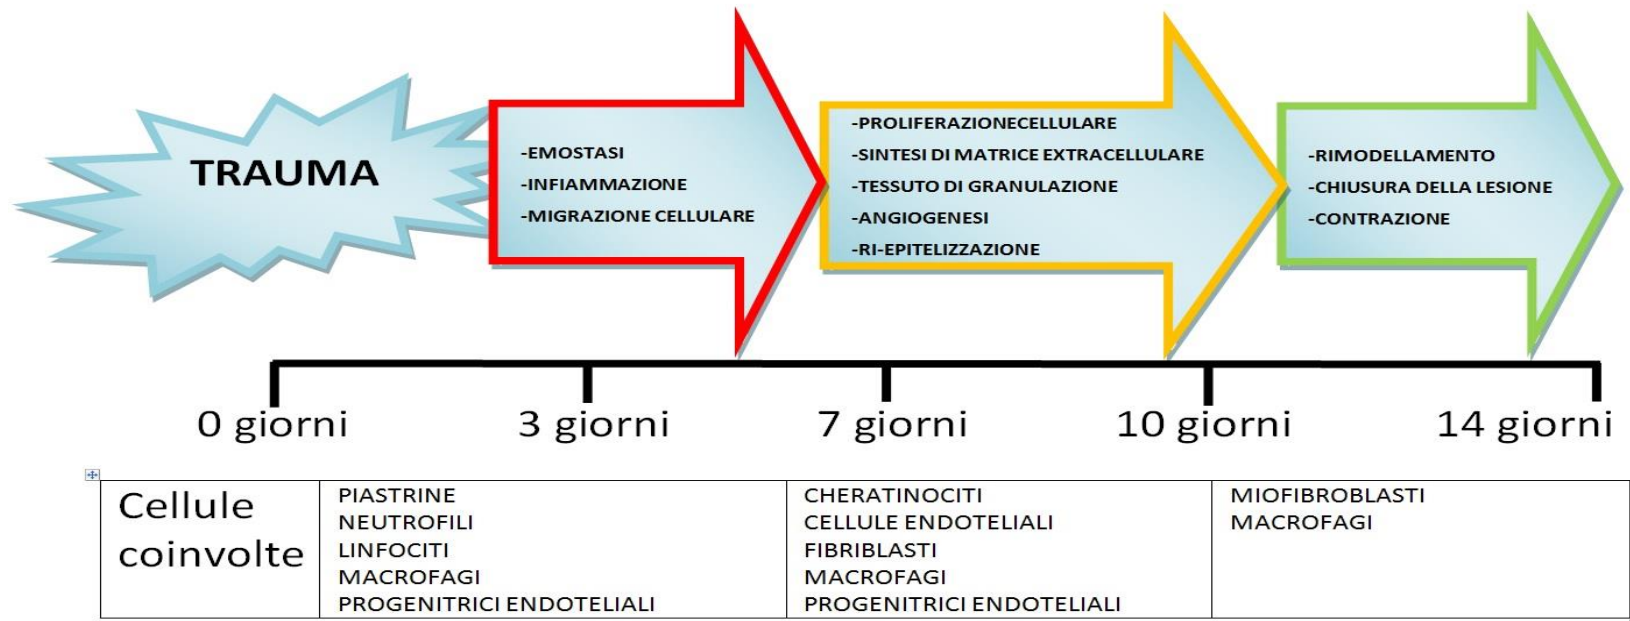 TRAUMA
-EMOSTASI
-INFIAMMAZIONE
-MIGRAZIONE CELLULARE
-PROLIFERAZIONECELLULARE
-SINTESI DI MATRICE EXTRACELLULARE
-TESSUTO DI GRANULAZIONE
-ANGIOGENESI
-RI-EPITELIZZAZIONE
-RIMODELLAMENTO
-CHIUSURA DELLA LESIONE
-CONTRAZIONE
0 giorni
3 giorni
7 giorni
10 giorni
14 giorni
Cellule
coinvolte
PIASTRINE
NEUTROFILI
LINFOCITI
MACROFAGI
PROGENITRICI ENDOTELIALI
CHERATINOCITI
CELLULE ENDOTELIALI
FIBRIBLASTI
MACROFAGI
PROGENITRICI ENDOTELIALI
MIOFIBROBLASTI
MACROFAGI